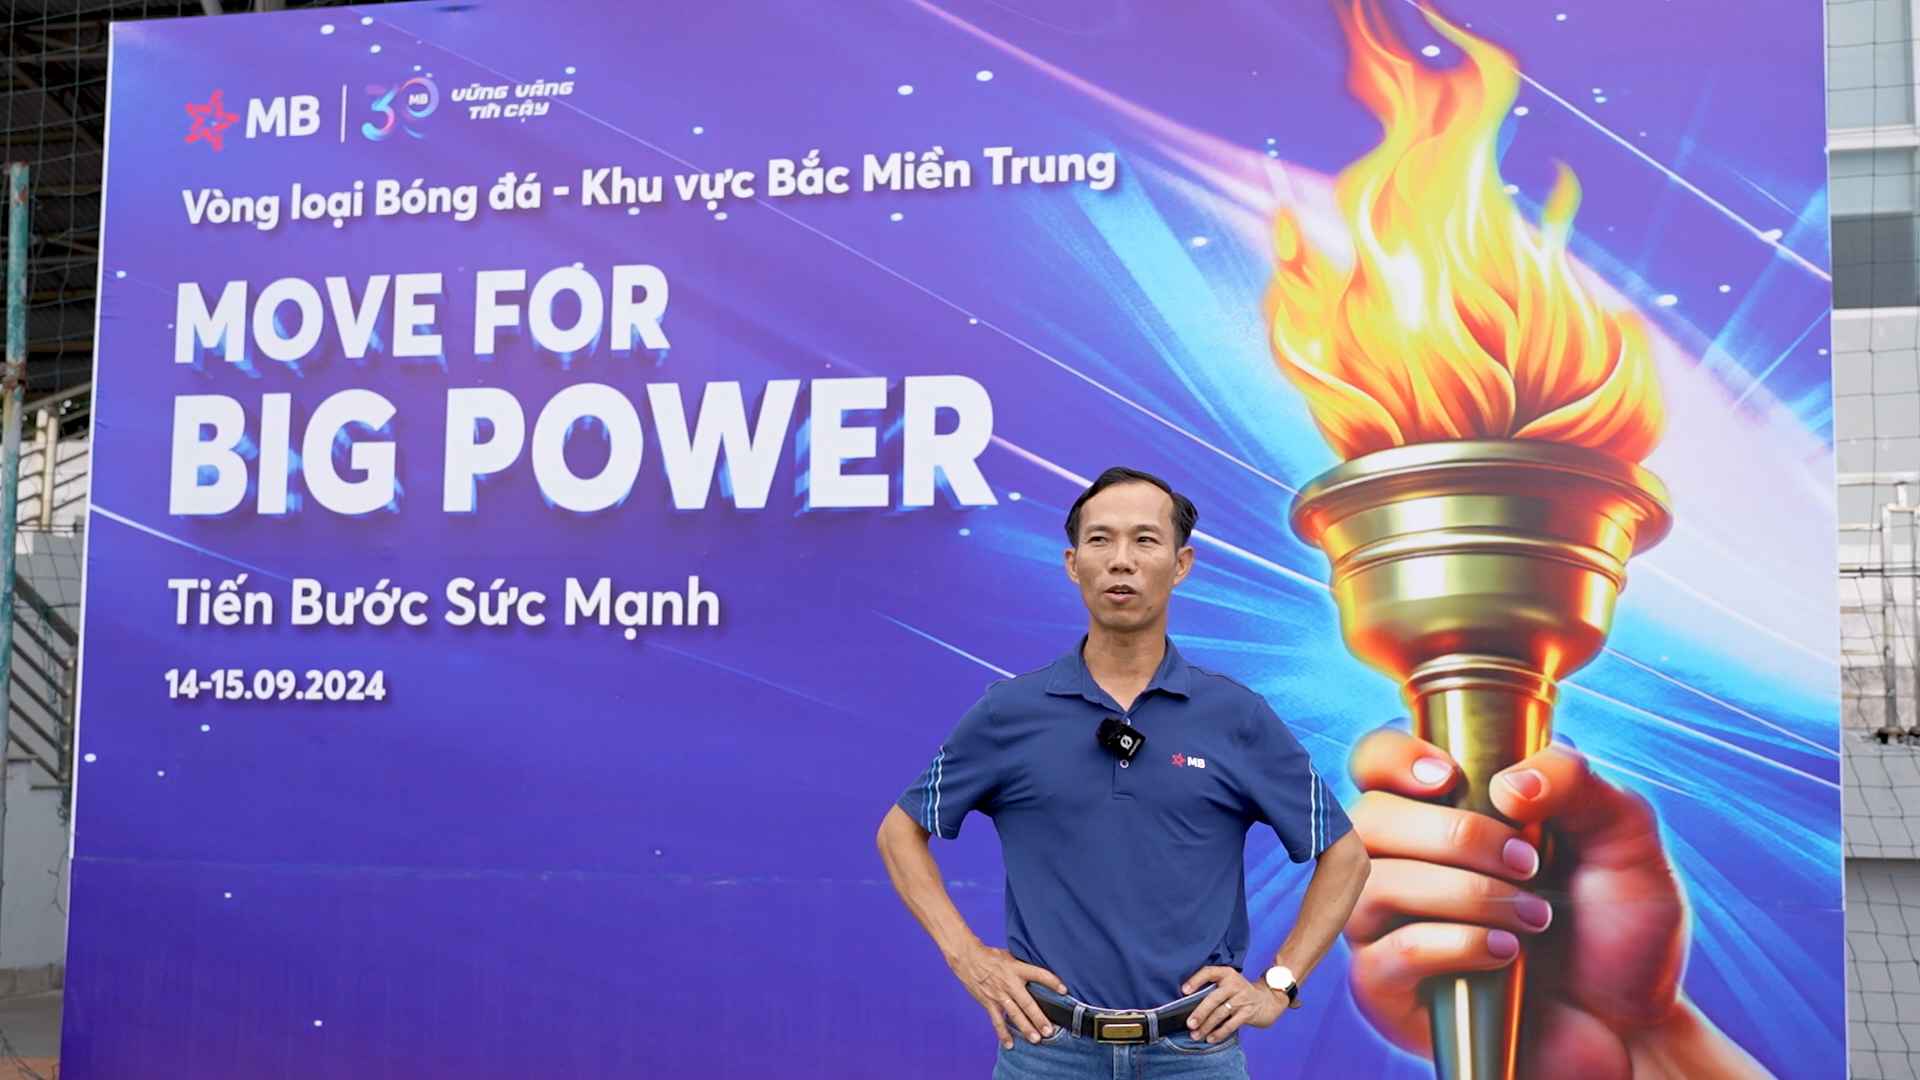 MB | 30 MB VỮNG VÀNG
TIN CẬY
Vòng loại Bóng đá - Khu vực Bắc Miền Trung
MOVE FOR
BIG POWER
Tiến Bước Sức Mạnh
14-15.09.2024
MB